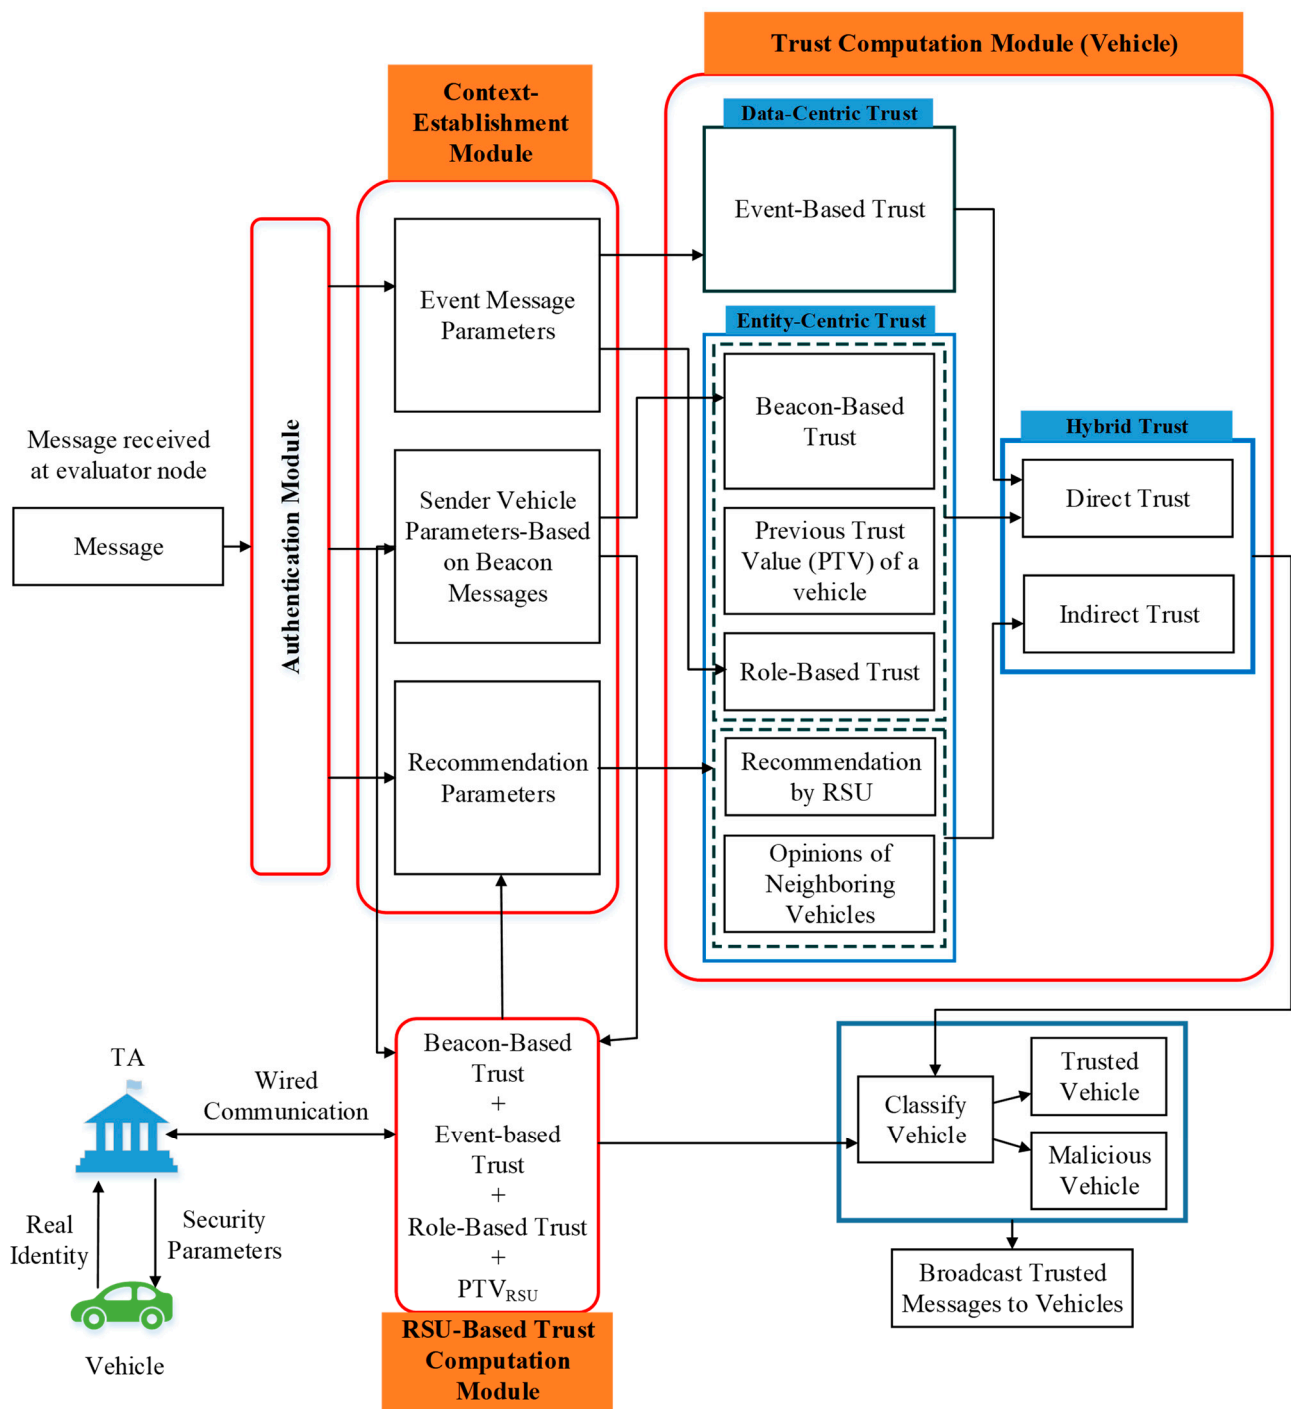 Trust Computation Module (Vehicle)
Context-
Establishment
Module
Data-Centric Trust
Event-Based Trust
Event Message
Parameters
Entity-Centric Trust
Beacon-Based
Trust
Hybrid Trust
Message received
at evaluator node
Message
Authentication Module
Sender Vehicle
Parameters-Based
on Beacon
Messages
Previous Trust
Value (PTV) of a
vehicle
Direct Trust
Indirect Trust
Role-Based Trust
Recommendation
Parameters
Recommendation
by RSU
Opinions of
Neighboring
Vehicles
TA
Wired
Communication
Real
Identity
Security
Parameters
Vehicle
Beacon-Based
Trust
+
Event-based
Trust
+
Role-Based Trust
+
PTVRSU
RSU-Based Trust
Computation
Module
Classify
Vehicle
Trusted
Vehicle
Malicious
Vehicle
Broadcast Trusted
Messages to Vehicles